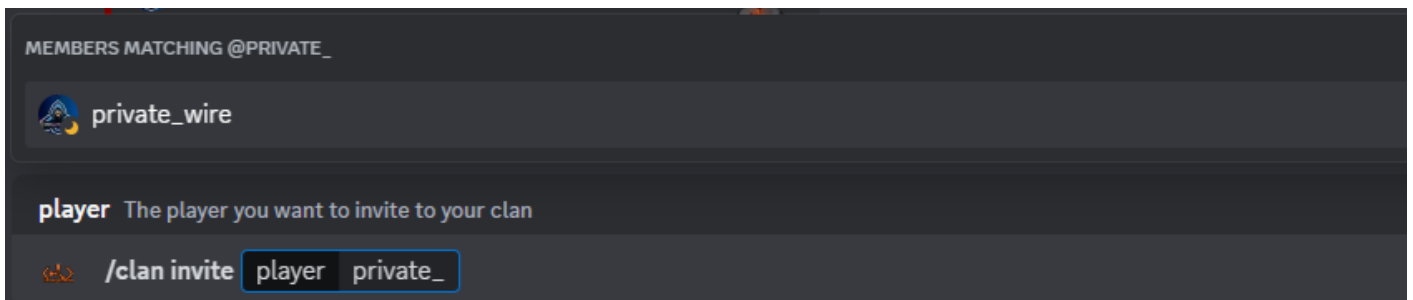 MEMBERS MATCHING @PRIVATE_
private_wire
player The player you want to invite to your clan
/clan invite player private_